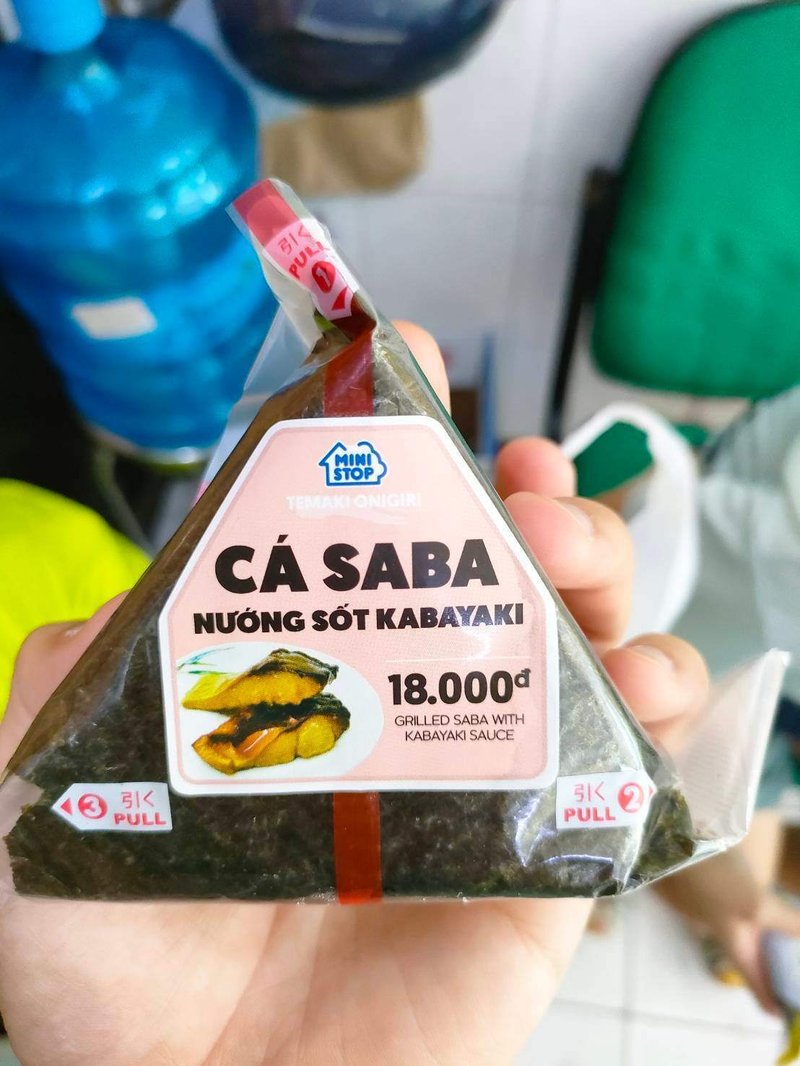 引く
PULL
1
MINI
STOP
TEMAKI ONIGIRI
CÁ SABA
NƯỚNG SỐT KABAYAKI
18.000đ
GRILLED SABA WITH
KABAYAKI SAUCE
3 引く
PULL
引く
PULL 2